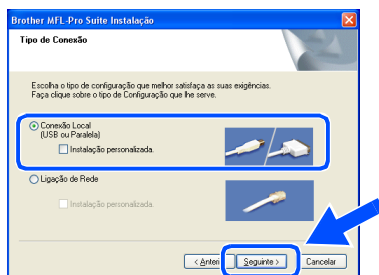 Brother MFL-Pro Suite Instalação
Tipo de Conexão
Escolha o tipo de configuração que melhor satisfaça as suas exigências.
Faça clique sobre o tipo de Configuração que lhe serve.
Conexão Local
(USB ou Paralela)
Instalação personalizada.
Ligação de Rede
Instalação personalizada.
< Anteri Seguinte > Cancelar